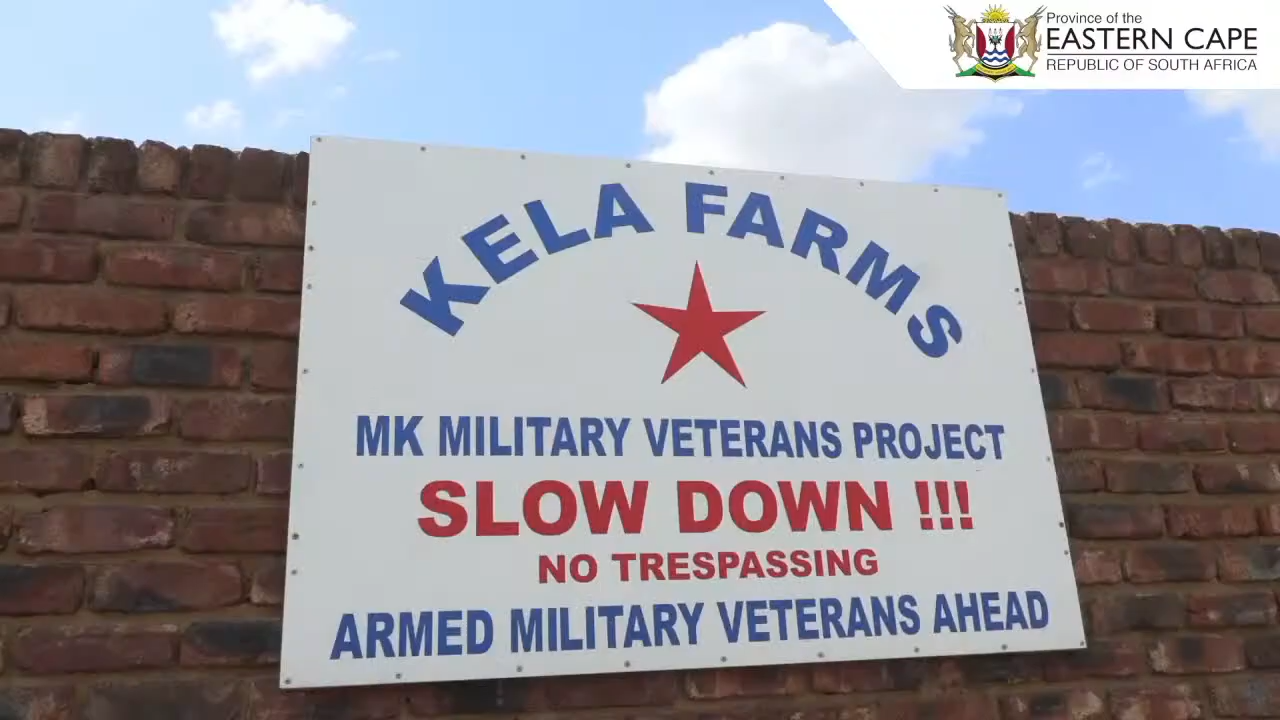 Province of the
EASTERN CAPE
REPUBLIC OF SOUTH AFRICA
KELA FARMS
MK MILITARY VETERANS PROJECT
SLOW DOWN !!!
NO TRESPASSING
ARMED MILITARY VETERANS AHEAD